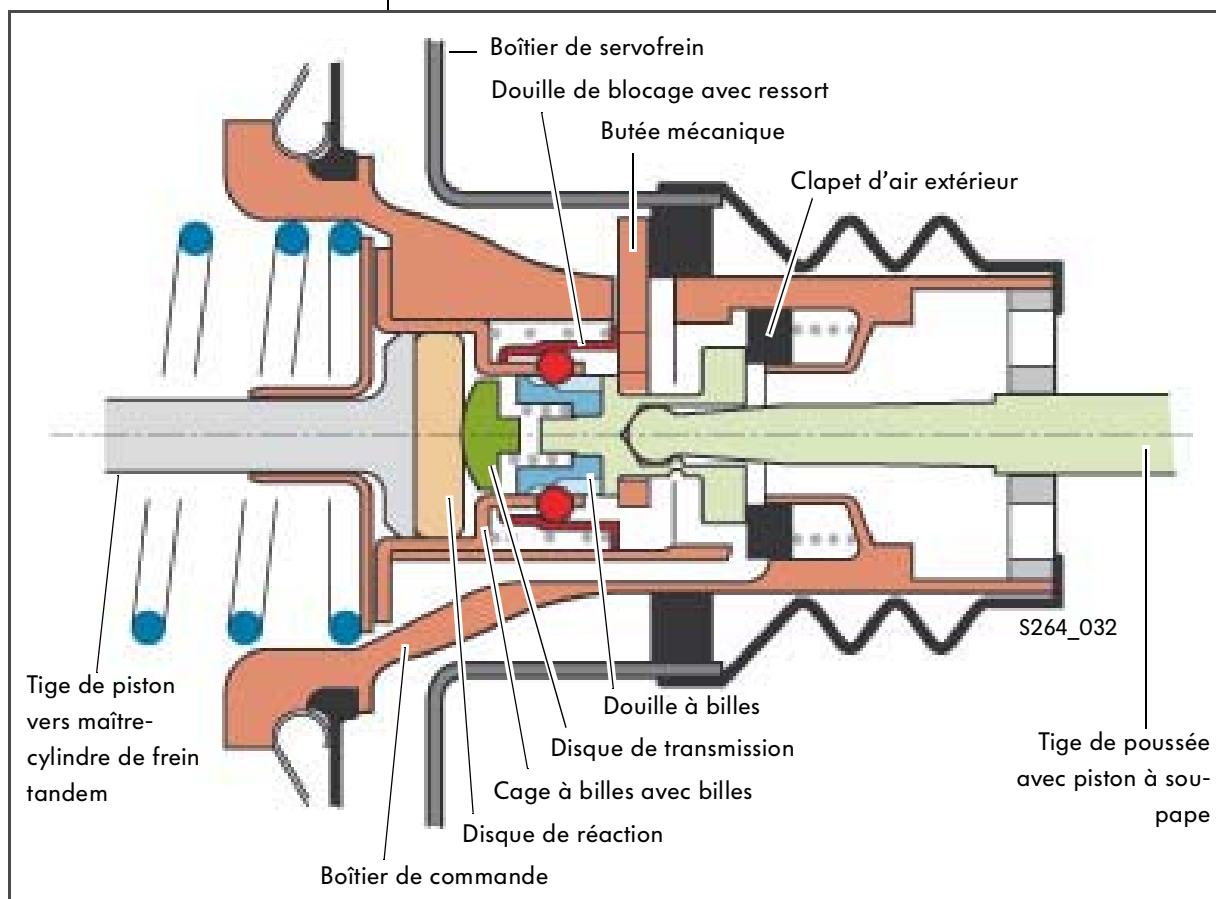 Boîtier de servofrein
Douille de blocage avec ressort
Butée mécanique
Clapet d'air extérieur
S264_032
Tige de piston
vers maître-
cylindre de frein
tandem
Douille à billes
Disque de transmission
Cage à billes avec billes
Disque de réaction
Boîtier de commande
Tige de poussée
avec piston à sou-
pape